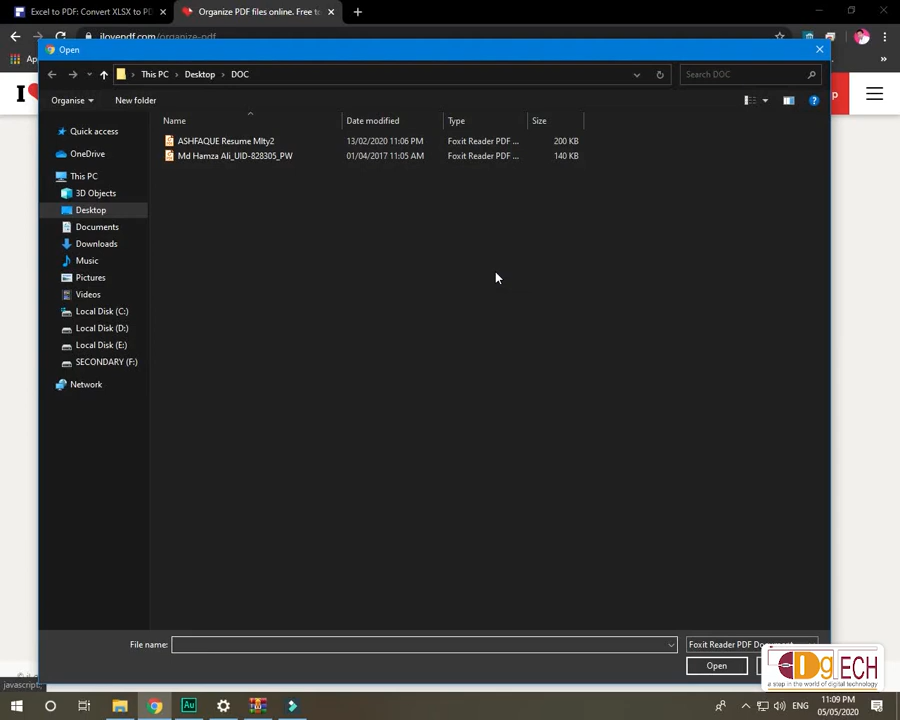 Excel to PDF: Convert XLSX to PD
Organize PDF files online. Free to
ilovepdf.com/organize-pdf
Open
This PC
Desktop
DOC
Search DOC
Organise
New folder
Name
Date modified
Type
Size
ASHFAQUE Resume Mlty2
13/02/2020 11:06 PM
Foxit Reader PDF ...
200 KB
Md Hamza Ali_UID-828305_PW
01/04/2017 11:05 AM
Foxit Reader PDF ...
140 KB
Quick access
OneDrive
This PC
3D Objects
Desktop
Documents
Downloads
Music
Pictures
Videos
Local Disk (C:)
Local Disk (D:)
Local Disk (E:)
SECONDARY (F:)
Network
File name:
Foxit Reader PDF Document
Open
DgTECH
a step in the world of digital technology
javascript;
Au
ENG
11:09 PM
05/05/2020